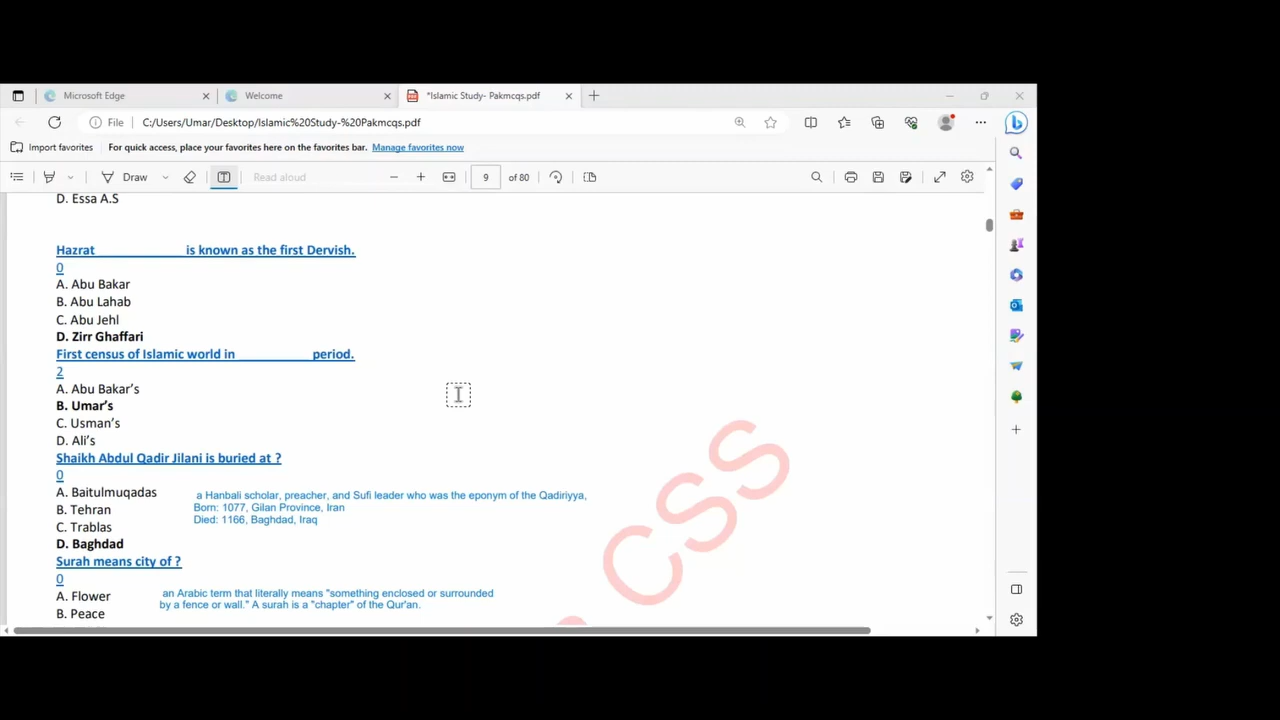 Microsoft Edge
Welcome
*Islamic Study- Pakmcqs.pdf
File
C:/Users/Umar/Desktop/Islamic%20Study-%20Pakmcqs.pdf
Import favorites
For quick access, place your favorites here on the favorites bar.
Manage favorites now
Draw
Read aloud
9
of 80
D. Essa A.S
Hazrat ____________ is known as the first Dervish.
0
A. Abu Bakar
B. Abu Lahab
C. Abu Jehl
D. Zirr Ghaffari
First census of Islamic world in __________ period.
2
A. Abu Bakar’s
B. Umar’s
C. Usman’s
D. Ali’s
Shaikh Abdul Qadir Jilani is buried at ?
0
A. Baitulmuqadas
B. Tehran
C. Trablas
D. Baghdad
a Hanbali scholar, preacher, and Sufi leader who was the eponym of the Qadiriyya,
Born: 1077, Gilan Province, Iran
Died: 1166, Baghdad, Iraq
Surah means city of ?
0
A. Flower
B. Peace
an Arabic term that literally means "something enclosed or surrounded
by a fence or wall." A surah is a "chapter" of the Qur'an.
CSS